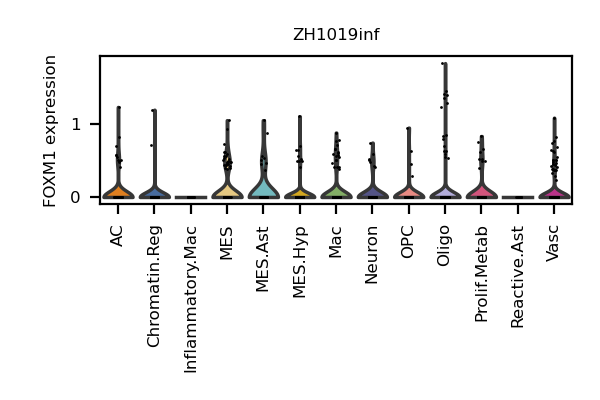 ZH1019inf
FOXM1 expression
1
0
AC
Chromatin.Reg
Inflammatory.Mac
MES
MES.Ast
MES.Hyp
Mac
Neuron
OPC
Oligo
Prolif.Metab
Reactive.Ast
Vasc